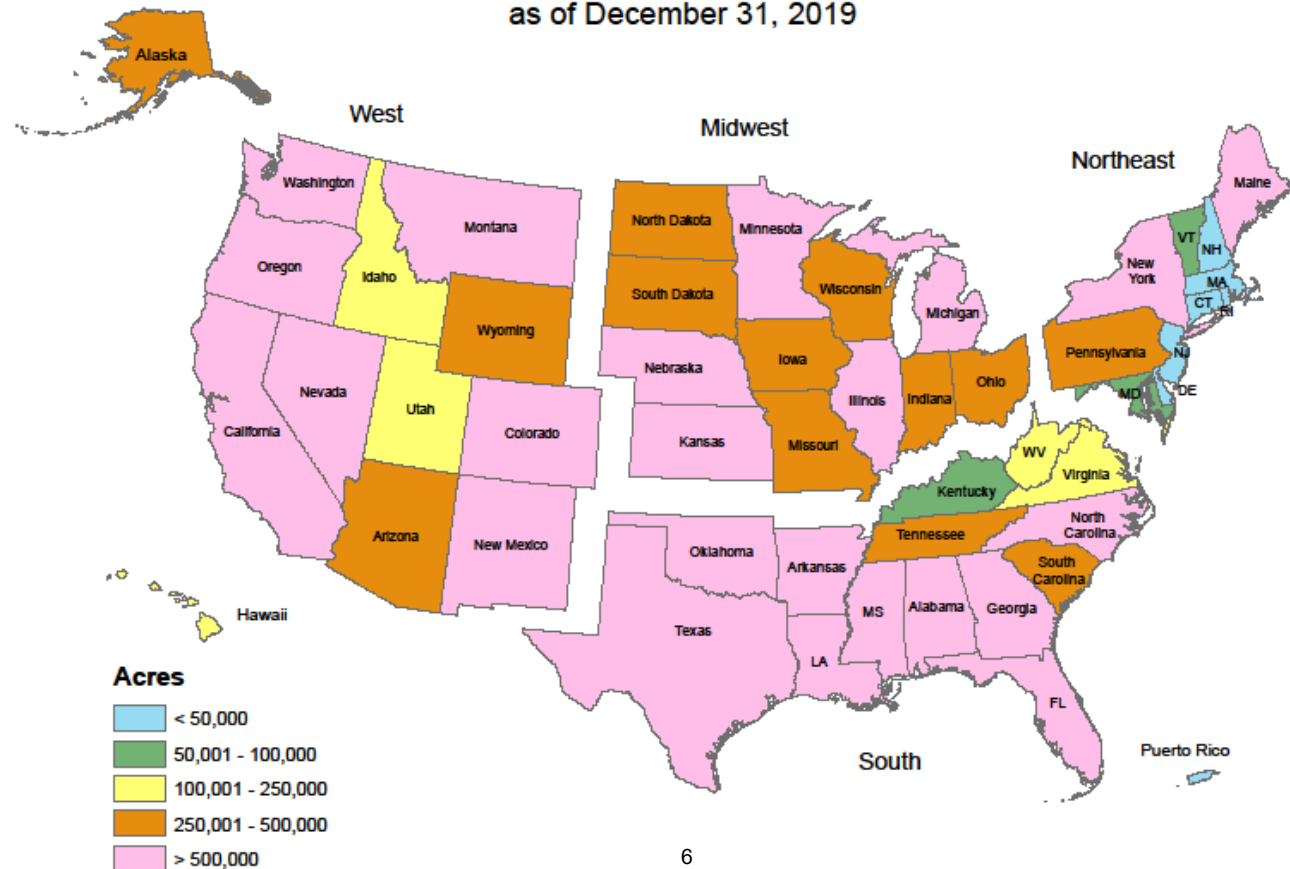 as of December 31, 2019
Alaska
West
Midwest
Northeast
Washington
Montana
Oregon
Idaho
Wyoming
Nevada
Utah
California
Colorado
Arizona
New Mexico
Hawaii
North Dakota
Minnesota
South Dakota
Wisconsin
Michigan
Nebraska
Iowa
Illinois
Indiana
Ohio
Kansas
Missouri
Maine
VT
NH
New
York
MA
CT
RI
Pennsylvania
NJ
MD
DE
WV
Virginia
Kentucky
Tennessee
North
Carolina
South
Carolina
Oklahoma
Arkansas
Texas
LA
MS
Alabama
Georgia
FL
South
Puerto Rico
Acres
< 50,000
50,001 - 100,000
100,001 - 250,000
250,001 - 500,000
> 500,000
6